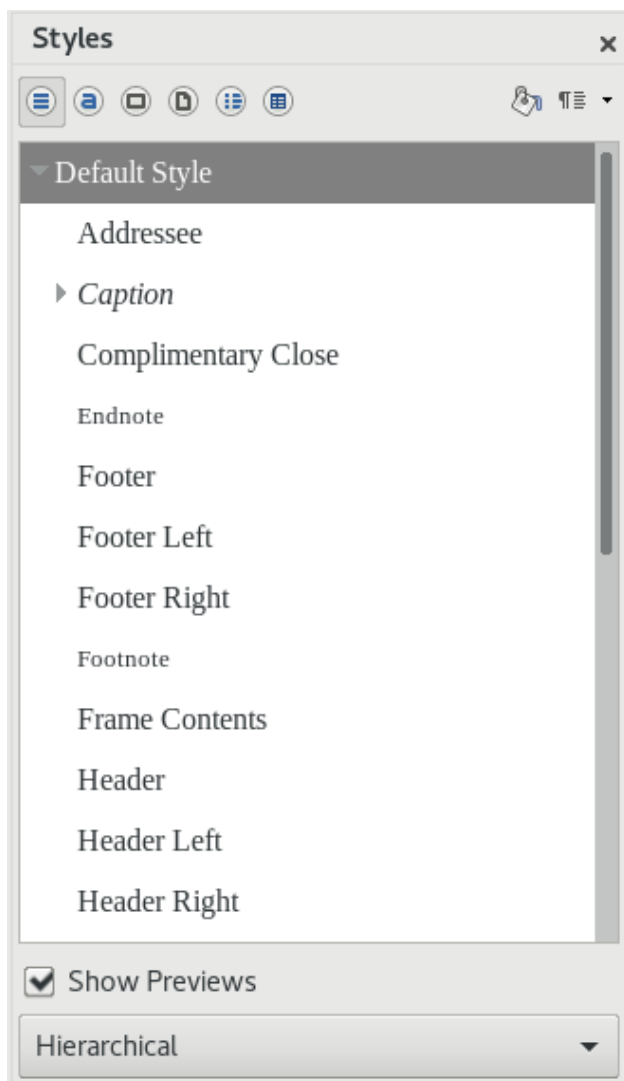 Styles
Default Style
Addressee
Caption
Complimentary Close
Endnote
Footer
Footer Left
Footer Right
Footnote
Frame Contents
Header
Header Left
Header Right
Show Previews
Hierarchical